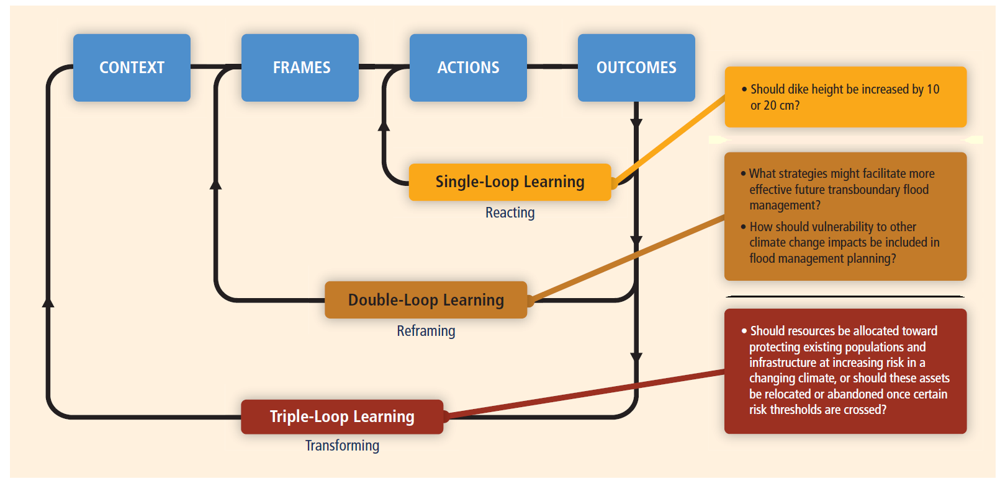 CONTEXT
FRAMES
ACTIONS
OUTCOMES
• Should dike height be increased by 10
or 20 cm?
Single-Loop Learning
Reacting
• What strategies might facilitate more
effective future transboundary flood
management?
• How should vulnerability to other
climate change impacts be included in
flood management planning?
Double-Loop Learning
Reframing
• Should resources be allocated toward
protecting existing populations and
infrastructure at increasing risk in a
changing climate, or should these assets
be relocated or abandoned once certain
risk thresholds are crossed?
Triple-Loop Learning
Transforming